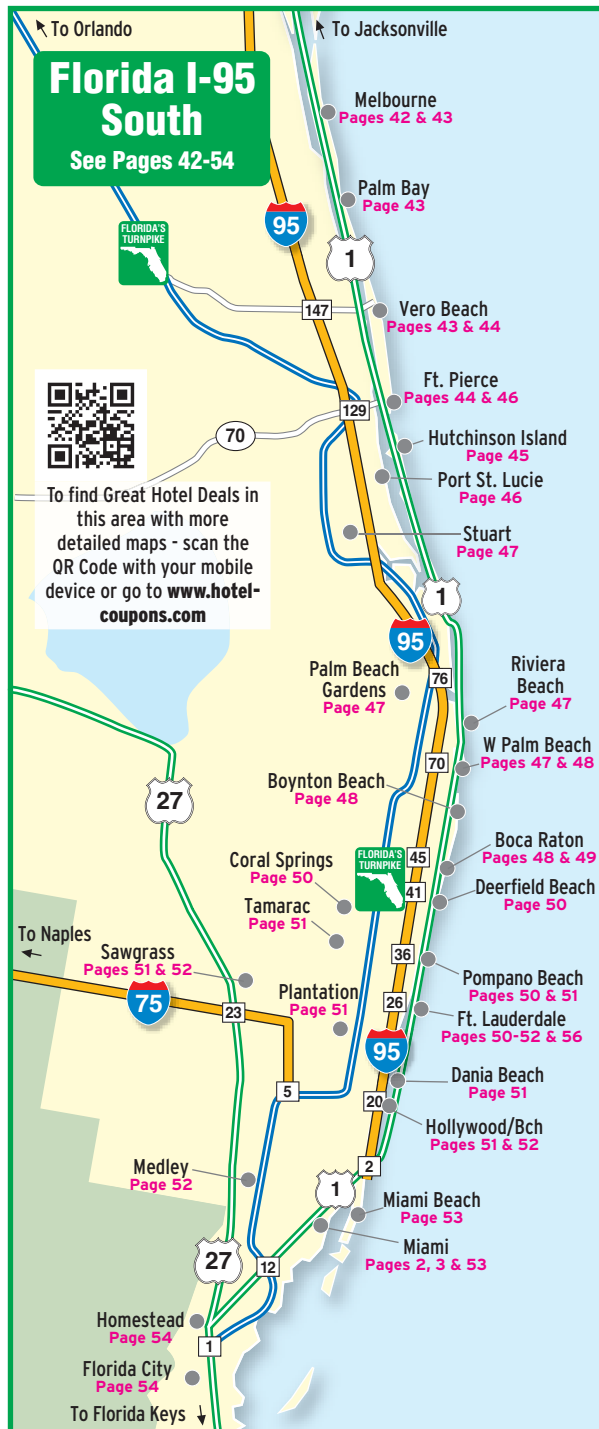 To Orlando
To Jacksonville
Florida I-95
South
See Pages 42-54
Melbourne
Pages 42 & 43
Palm Bay
Page 43
95
FLORIDA'S
TURNPIKE
1
147
Vero Beach
Pages 43 & 44
Ft. Pierce
Pages 44 & 46
129
70
Hutchinson Island
Page 45
Port St. Lucie
Page 46
To find Great Hotel Deals in
this area with more
detailed maps - scan the
QR Code with your mobile
device or go to www.hotel-
coupons.com
Stuart
Page 47
1
95
76
Palm Beach
Gardens
Page 47
Riviera
Beach
Page 47
70
W Palm Beach
Pages 47 & 48
Boynton Beach
Page 48
27
Boca Raton
Pages 48 & 49
45
FLORIDA'S
TURNPIKE
Coral Springs
Page 50
41
Deerfield Beach
Page 50
Tamarac
Page 51
To Naples
36
Sawgrass
Pages 51 & 52
Pompano Beach
Pages 50 & 51
75
23
Plantation
Page 51
26
Ft. Lauderdale
Pages 50-52 & 56
95
Dania Beach
Page 51
5
20
Hollywood/Bch
Pages 51 & 52
2
Medley
Page 52
1
Miami Beach
Page 53
Miami
Pages 2, 3 & 53
27
12
Homestead
Page 54
1
Florida City
Page 54
To Florida Keys